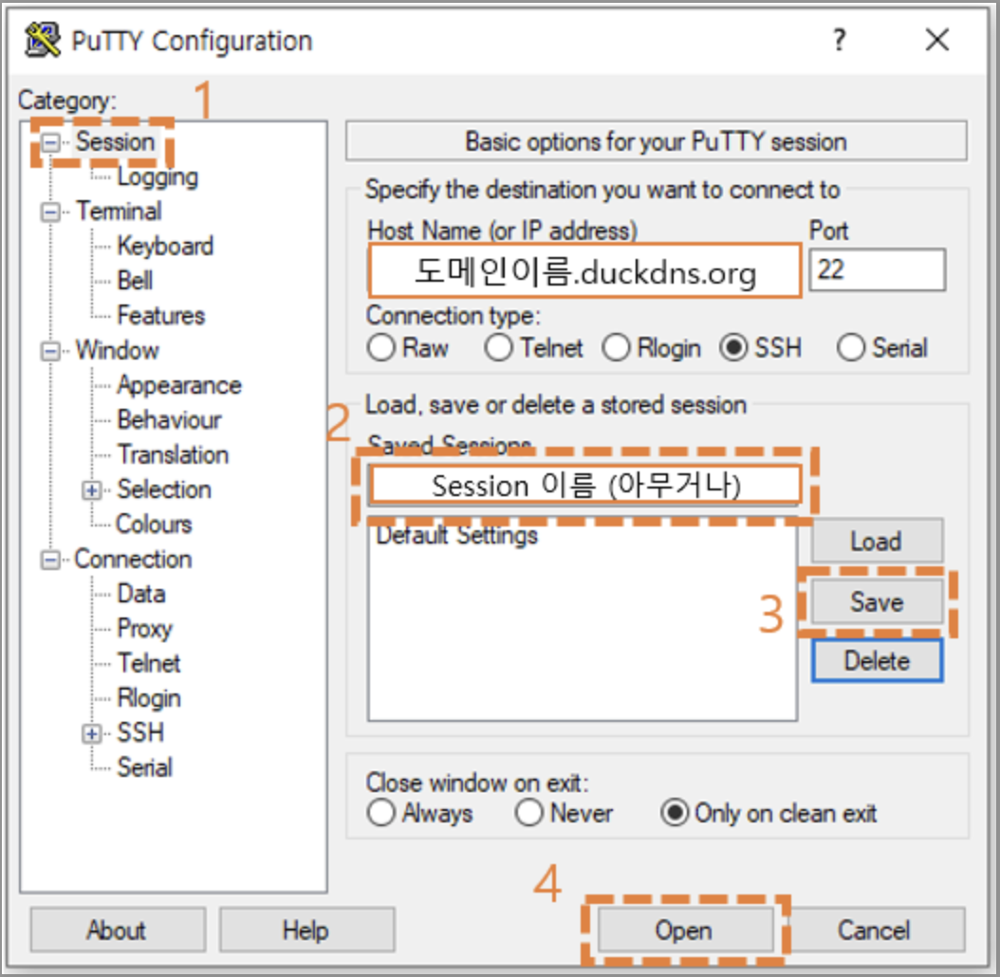 PuTTY Configuration
?
Category:
1
Session
Logging
Terminal
Keyboard
Bell
Features
Window
Appearance
Behaviour
Translation
Selection
Colours
Connection
Data
Proxy
Telnet
Rlogin
SSH
Serial
Basic options for your PuTTY session
Specify the destination you want to connect to
Host Name (or IP address) Port
도메인이름.duckdns.org 22
Connection type:
Raw Telnet Rlogin SSH Serial
Load, save or delete a stored session
2
Saved Sessions
Session 이름 (아무거나)
Default Settings
Load
3
Save
Delete
Close window on exit:
Always Never Only on clean exit
4
About Help Open Cancel